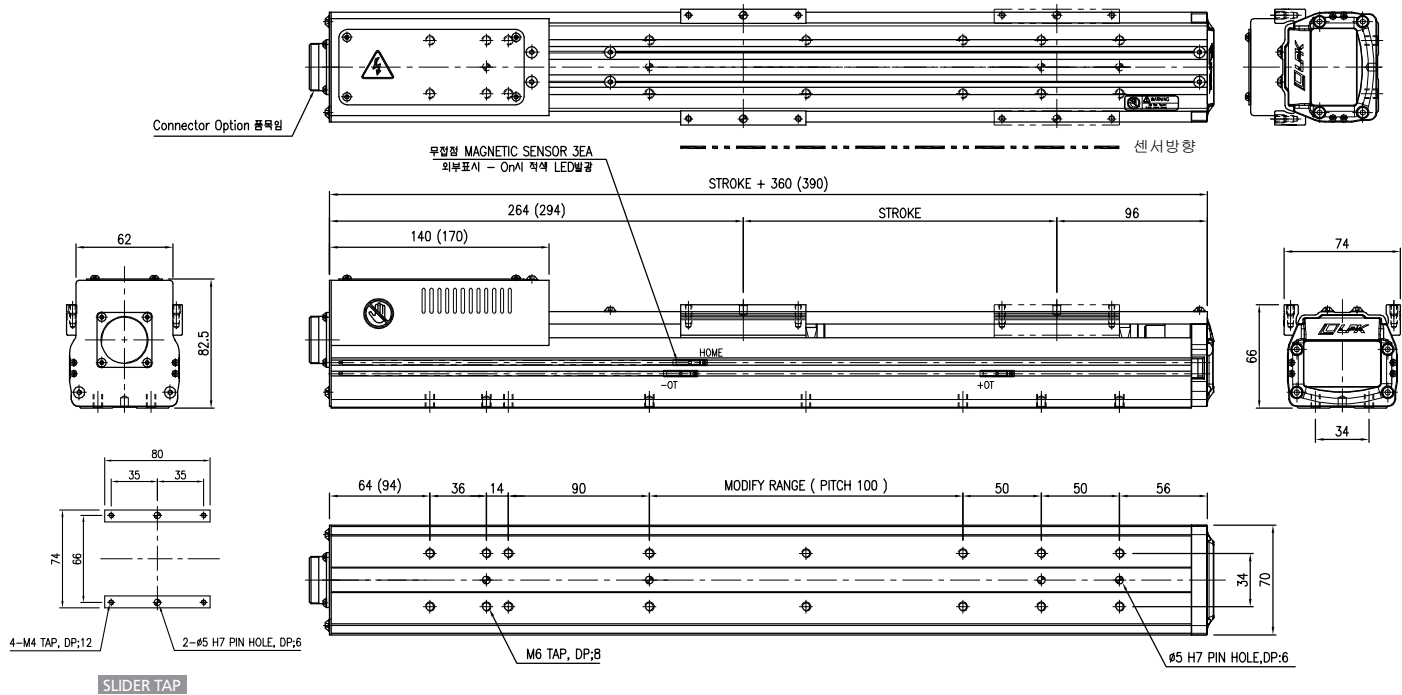 LPK
Connector Option 품목임
WARNING
센서방향
무접점 MAGNETIC SENSOR 3EA
외부표시 - On시 적색 LED발광
STROKE + 360 (390)
264 (294)
STROKE
96
140 (170)
62
82.5
HOME
-OT
+OT
74
LPK
66
34
80
35
35
74
66
4-M4 TAP, DP;12
2-ø5 H7 PIN HOLE, DP;6
SLIDER TAP
64 (94)
36
14
90
MODIFY RANGE ( PITCH 100 )
50
50
56
34
70
M6 TAP, DP;8
ø5 H7 PIN HOLE,DP:6